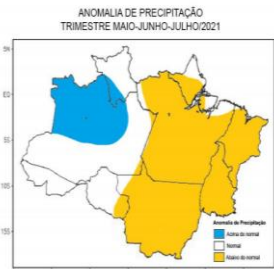 ANOMALIA DE PRECIPITAÇÃO
TRIMESTRE MAIO-JUNHO-JULHO/2021
5N
EQ
5S
10S
15S
Anomalia de Precipitação
Acima do normal
Normal
Abaixo do normal